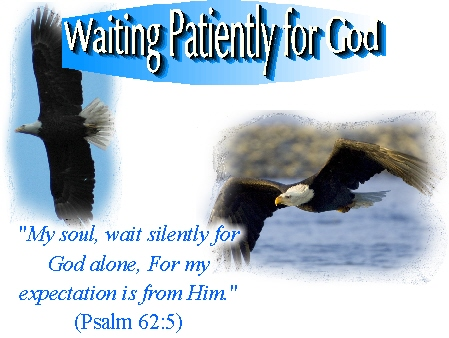 Waiting Patiently for God
"My soul, wait silently for
God alone, For my
expectation is from Him."
(Psalm 62:5)